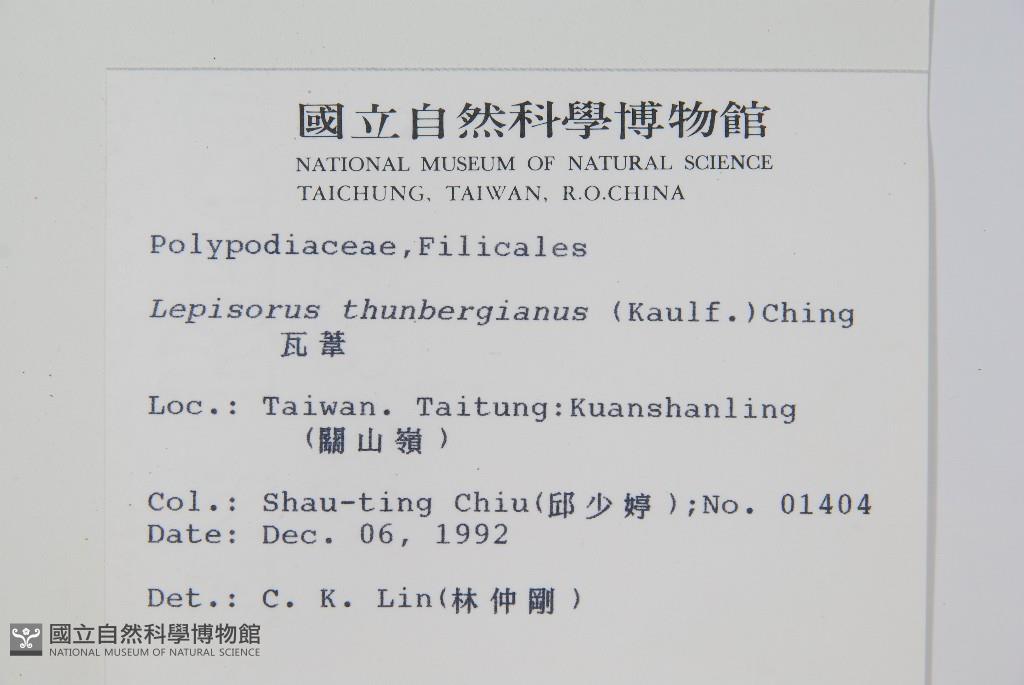 國立自然科學博物館
NATIONAL MUSEUM OF NATURAL SCIENCE
TAICHUNG, TAIWAN, R.O.CHINA
Polypodiaceae,Filicales
Lepisorus thunbergianus (Kaulf.)Ching
瓦葦
Loc.: Taiwan. Taitung:Kuanshanling
(關山嶺)
Col.: Shau-ting Chiu(邱少婷);No. 01404
Date: Dec. 06, 1992
Det.: C. K. Lin(林仲剛)
國立自然科學博物館
NATIONAL MUSEUM OF NATURAL SCIENCE